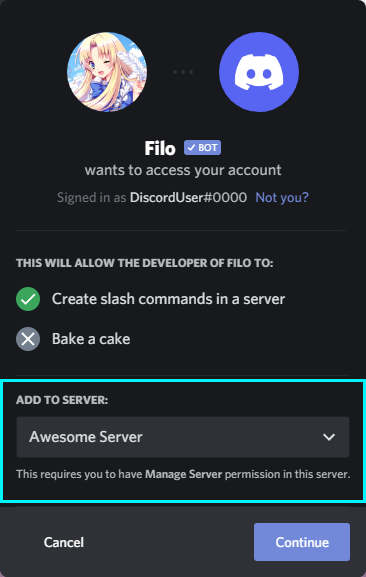 Filo BOT
wants to access your account
Signed in as DiscordUser#0000 Not you?
THIS WILL ALLOW THE DEVELOPER OF FILO TO:
Create slash commands in a server
Bake a cake
ADD TO SERVER:
Awesome Server
This requires you to have Manage Server permission in this server.
Cancel Continue